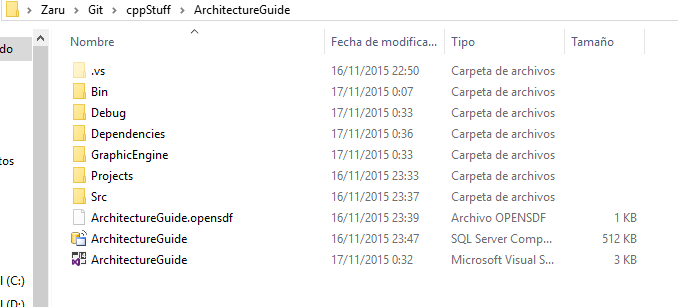 Zaru > Git > cppStuff > ArchitectureGuide
Nombre Fecha de modifica... Tipo Tamaño
do
.vs 16/11/2015 22:50 Carpeta de archivos
Bin 17/11/2015 0:07 Carpeta de archivos
Debug 17/11/2015 0:33 Carpeta de archivos
Dependencies 17/11/2015 0:36 Carpeta de archivos
tos
GraphicEngine 17/11/2015 0:33 Carpeta de archivos
Projects 16/11/2015 23:33 Carpeta de archivos
Src 16/11/2015 23:37 Carpeta de archivos
ArchitectureGuide.opensdf 16/11/2015 23:39 Archivo OPENSDF 1 KB
ArchitectureGuide 16/11/2015 23:47 SQL Server Comp... 512 KB
ArchitectureGuide 17/11/2015 0:32 Microsoft Visual S... 3 KB
l (C:)
l (D:)